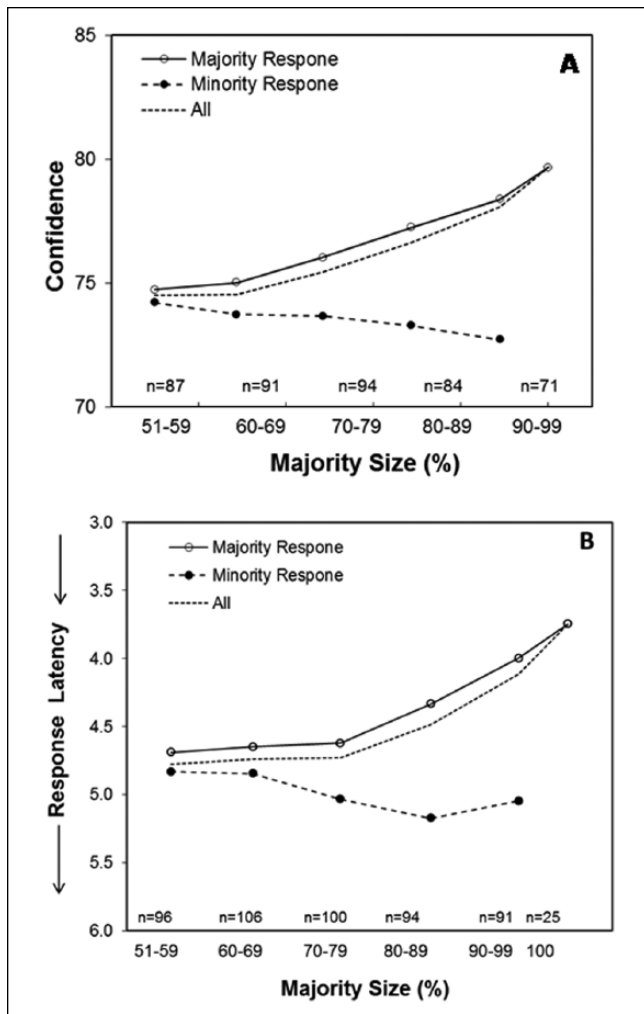 85
Majority Respone
A
Minority Respone
All
80
Confidence
75
n=87 n=91 n=94 n=84 n=71
70
51-59 60-69 70-79 80-89 90-99
Majority Size (%)
3.0
Majority Respone
B
Minority Respone
3.5
All
4.0
4.5
Response Latency
5.0
5.5
n=96 n=106 n=100 n=94 n=91 n=25
6.0
51-59 60-69 70-79 80-89 90-99 100
Majority Size (%)